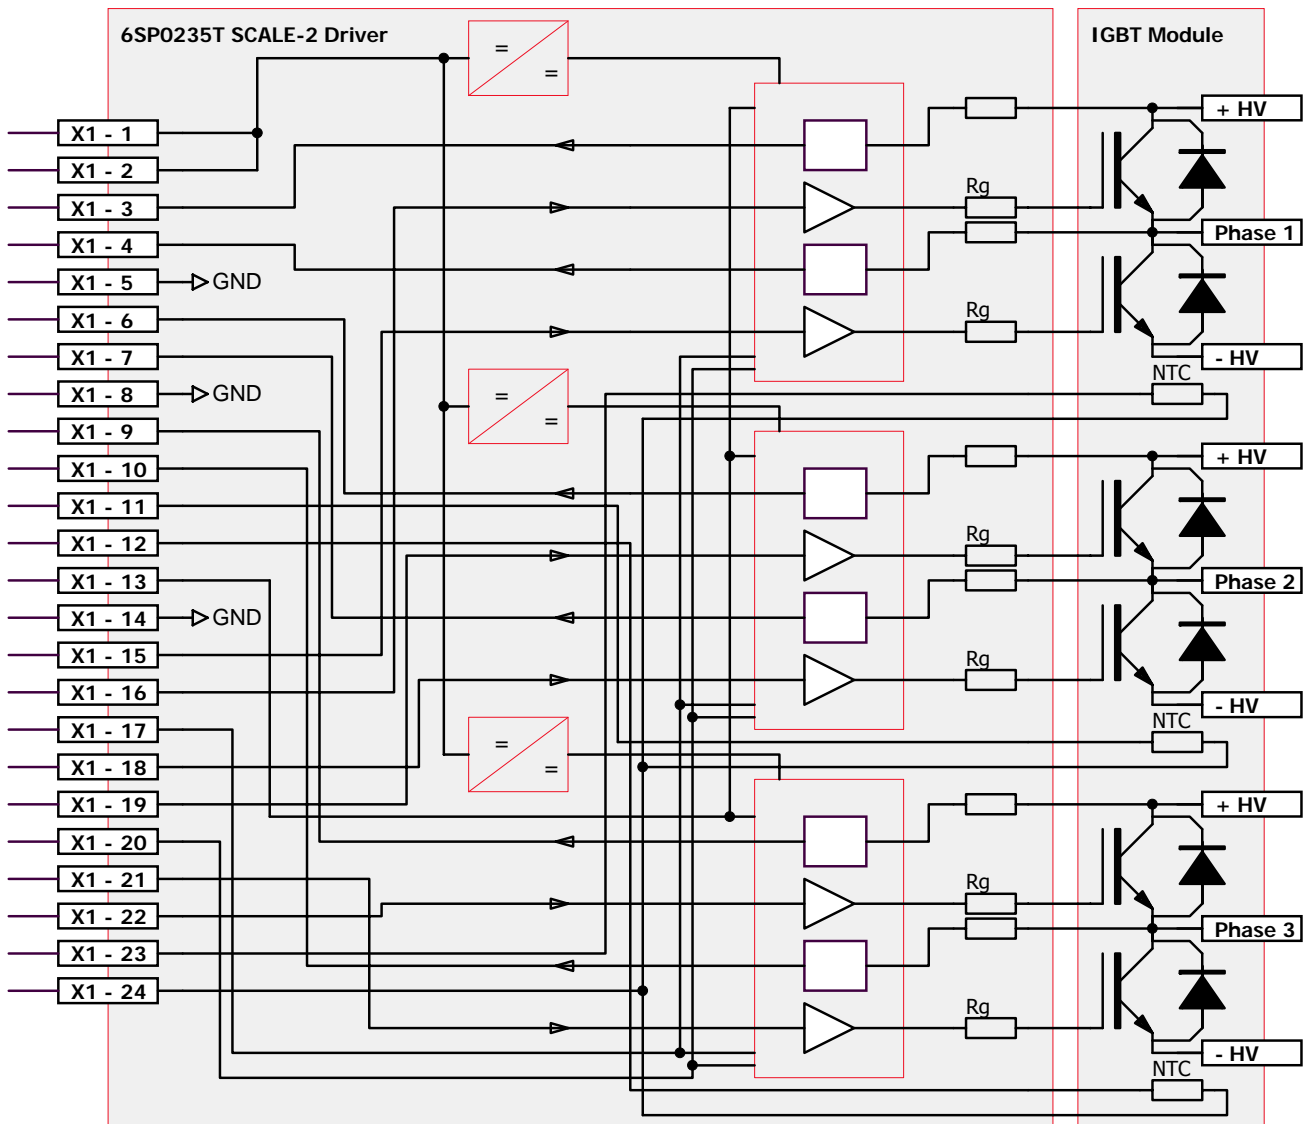 6SP0235T SCALE-2 Driver
IGBT Module
=
=
X1 - 1
+ HV
X1 - 2
X1 - 3
Rg
X1 - 4
Phase 1
X1 - 5
GND
X1 - 6
Rg
X1 - 7
- HV
X1 - 8
GND
NTC
=
=
X1 - 9
X1 - 10
+ HV
X1 - 11
X1 - 12
Rg
X1 - 13
Phase 2
X1 - 14
GND
X1 - 15
Rg
X1 - 16
- HV
X1 - 17
NTC
=
=
X1 - 18
X1 - 19
+ HV
X1 - 20
X1 - 21
Rg
X1 - 22
Phase 3
X1 - 23
X1 - 24
Rg
- HV
NTC